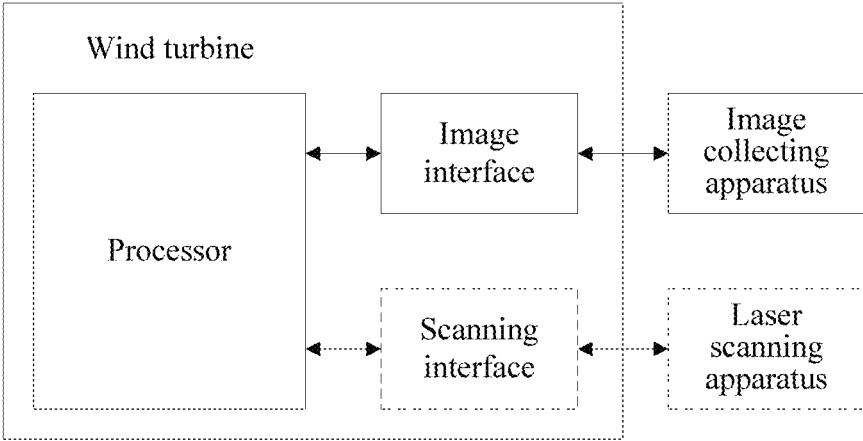 Wind turbine
Processor
Image
interface
Image
collecting
apparatus
Scanning
interface
Laser
scanning
apparatus